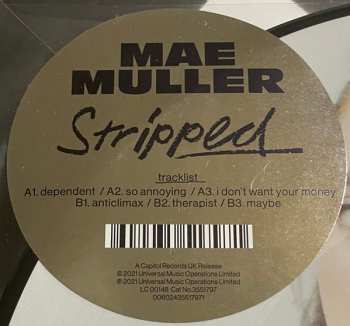 MAE
MULLER
Stripped
tracklist
A1. dependent / A2. so annoying / A3. i don't want your money
B1. anticlimax / B2. therapist / B3. maybe
A Capitol Records UK Release
℗ 2021 Universal Music Operations Limited
© 2021 Universal Music Operations Limited
LC 00148 Cat No. 3551797
00602435517971